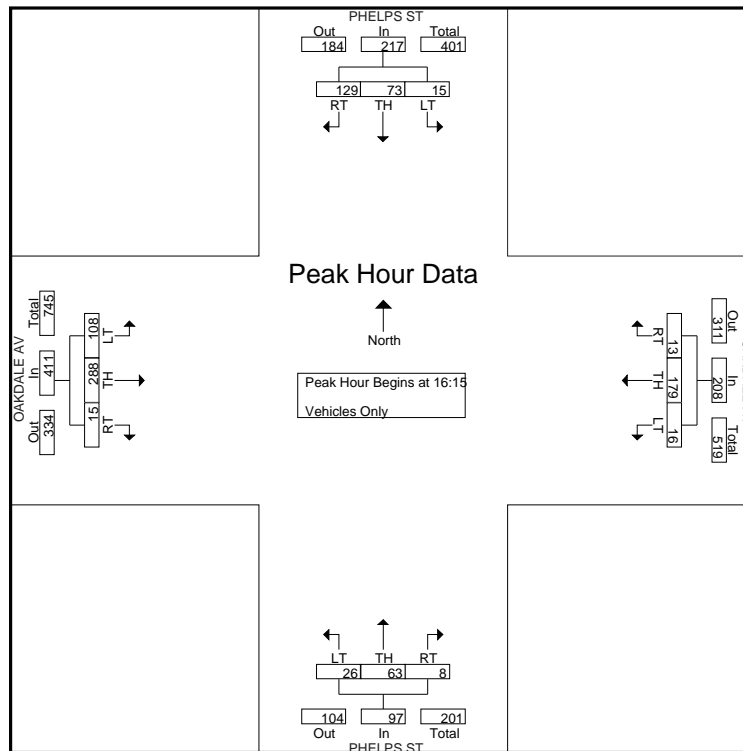 PHELPS ST
Out In Total
184 217 401
129 73 15
RT TH LT
Peak Hour Data
North
Peak Hour Begins at 16:15
Vehicles Only
OAKDALE AV
Total 745
In 411
Out 334
108 LT
288 TH
15 RT
RT 13
TH 179
LT 16
Out 311
In 208
Total 519
LT TH RT
26 63 8
104 97 201
Out In Total
PHELPS ST